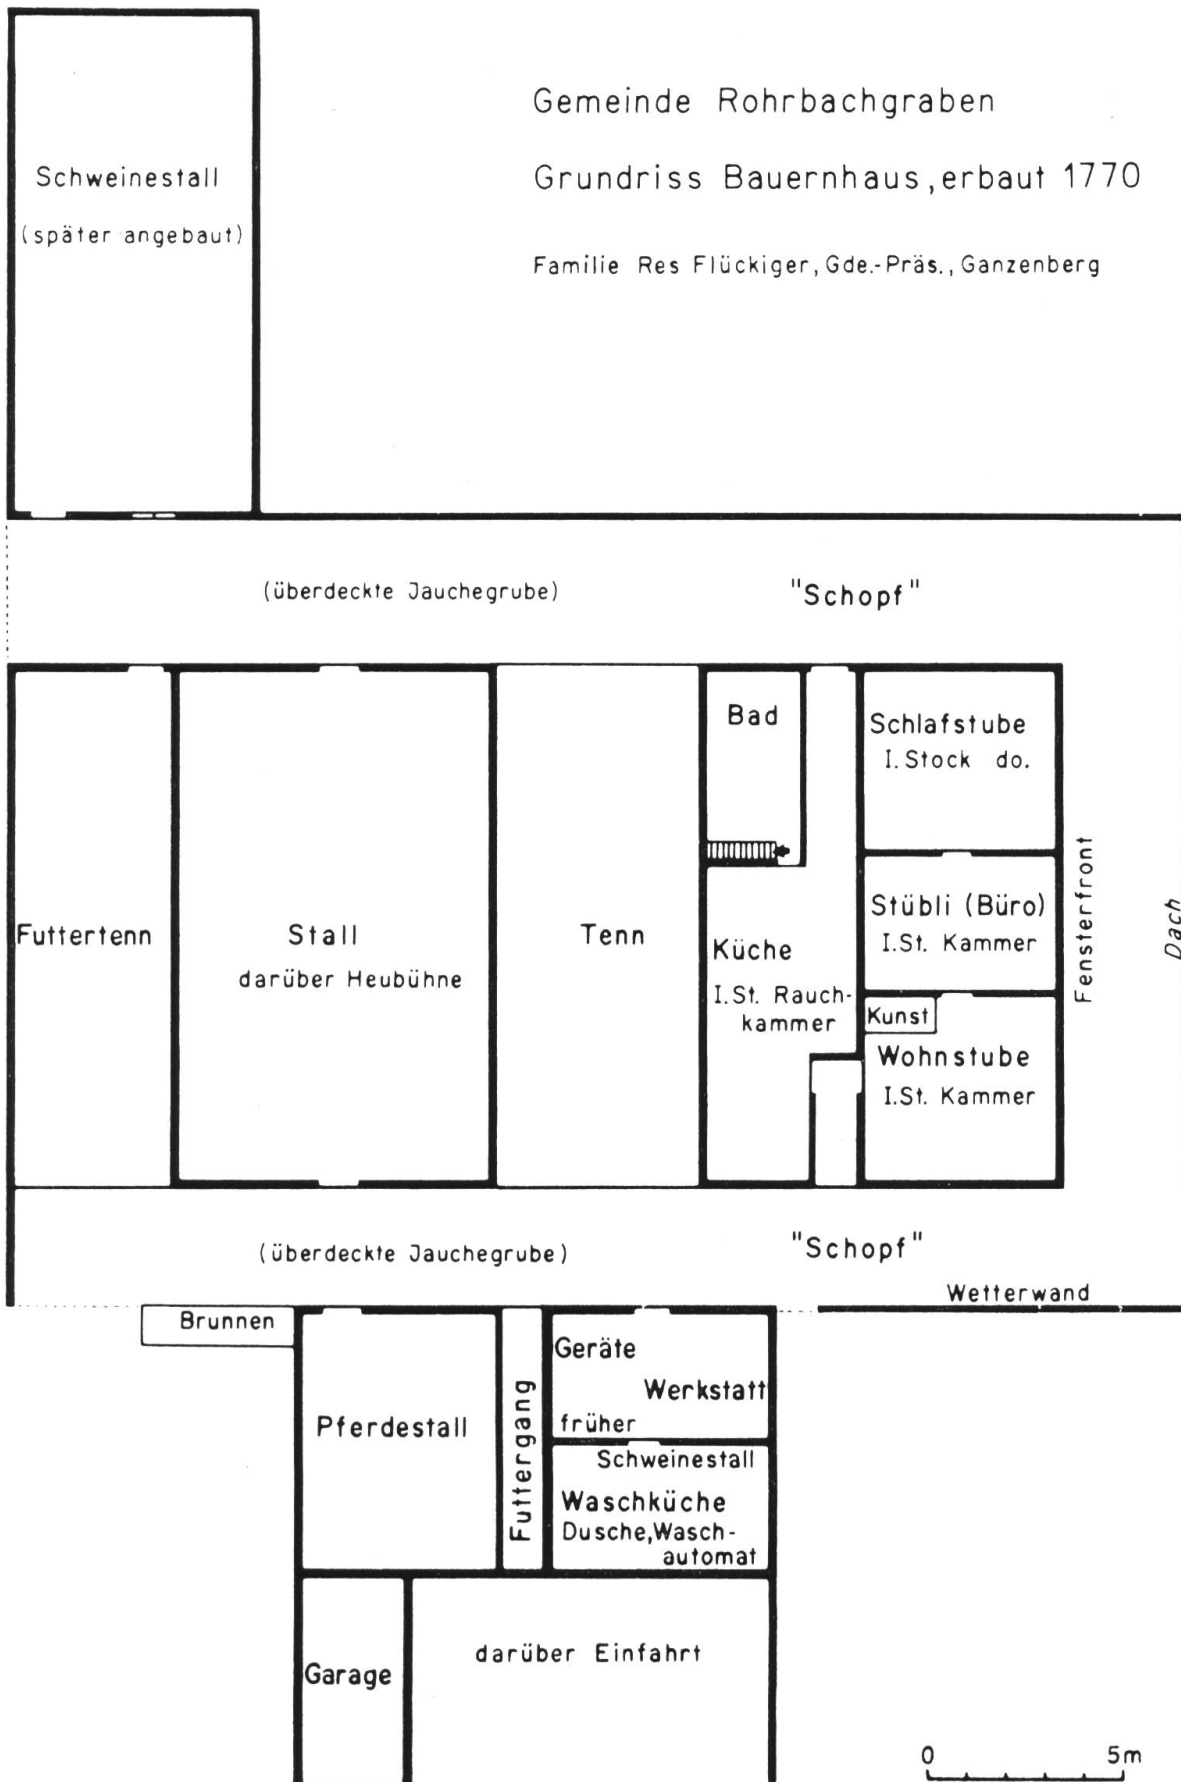 Gemeinde Rohrbachgraben
Grundriss Bauernhaus, erbaut 1770
Familie Res Flückiger, Gde.-Präs., Ganzenberg
Schweinestall
(später angebaut)
(überdeckte Jauchegrube)
"Schopf"
Bad
Schlafstube
I. Stock do.
Futtertenn
Stall
darüber Heubühne
Tenn
Küche
I. St. Rauch-
kammer
Stübli (Büro)
I. St. Kammer
Kunst
Wohnstube
I. St. Kammer
Fensterfront
Dach
(überdeckte Jauchegrube)
"Schopf"
Wetterwand
Brunnen
Pferdestall
Futtergang
Geräte
Werkstatt
früher
Schweinestall
Waschküche
Dusche, Wasch-
automat
Garage
darüber Einfahrt
0 5m